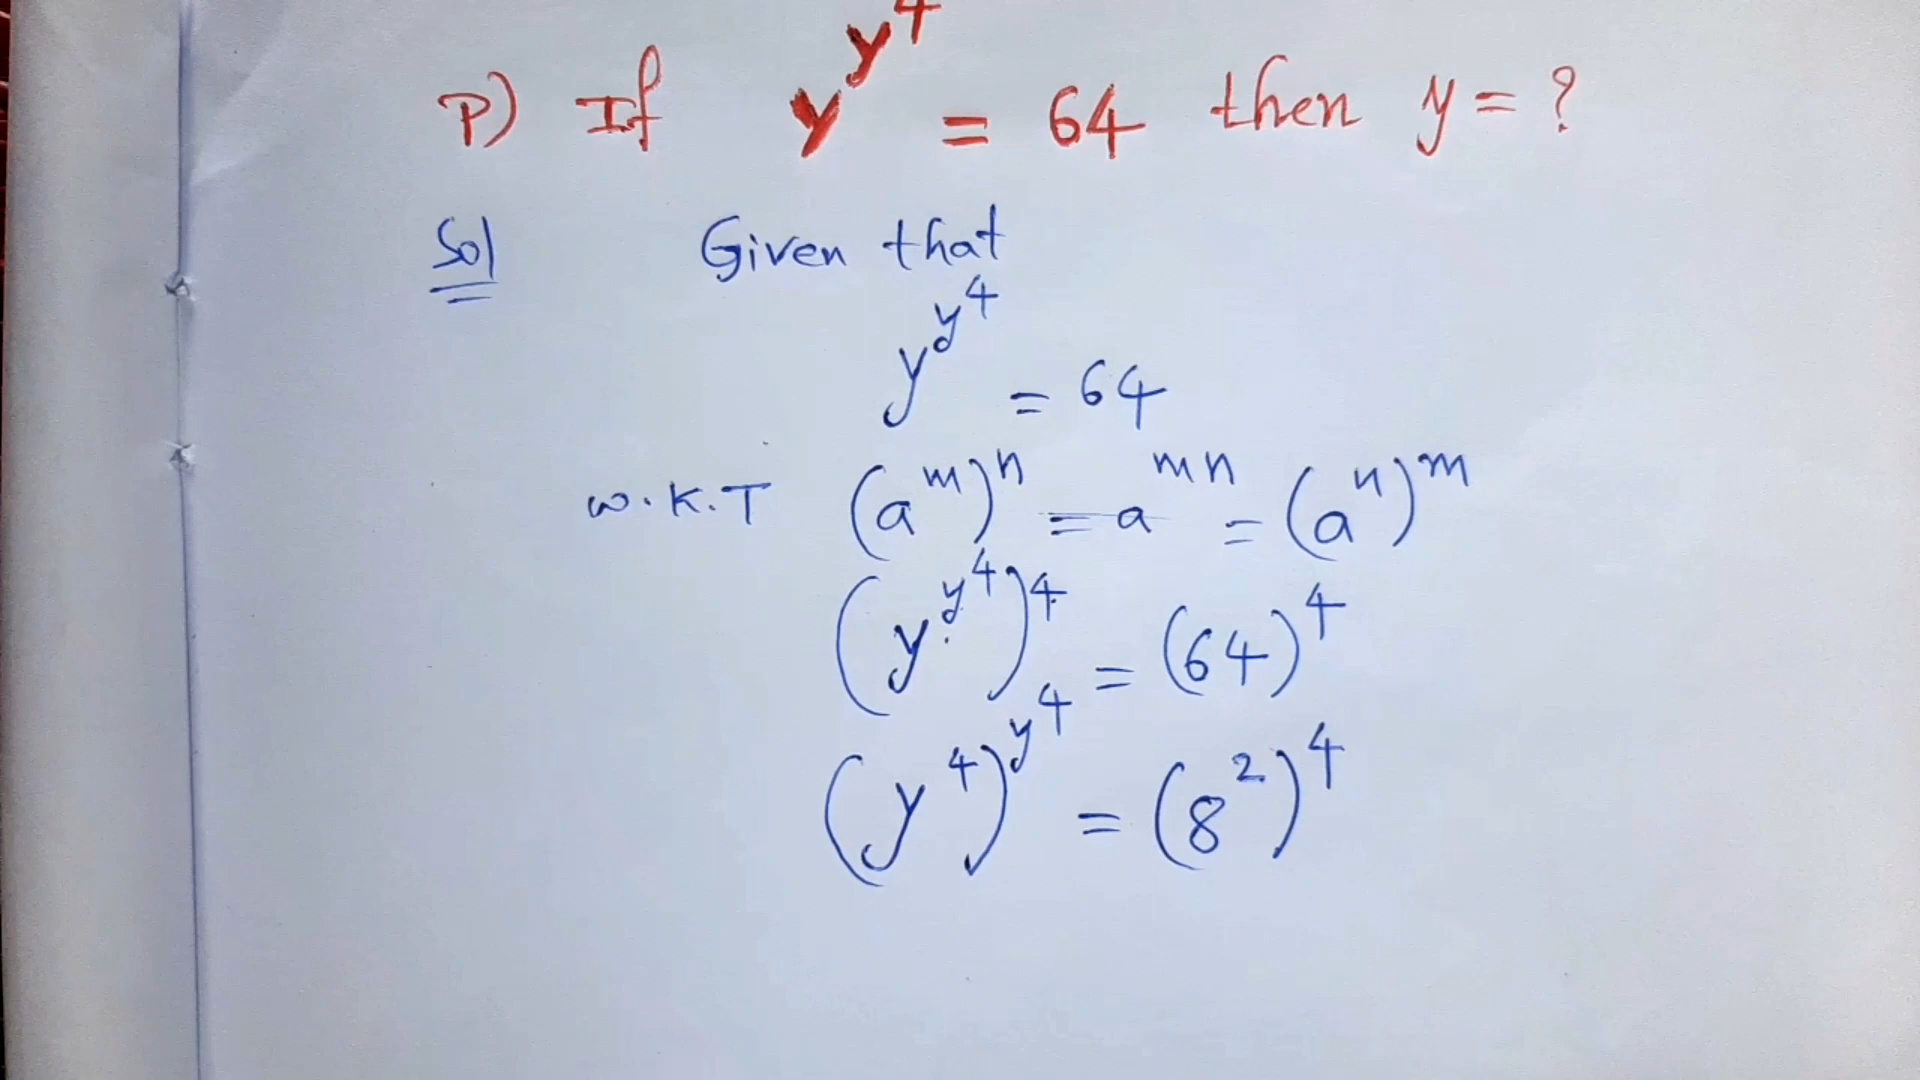 P) If y^y^4 = 64 then y = ?
Sol Given that
y^y^4 = 64
W.K.T (a^m)^n = a^mn = (a^n)^m
(y^y^4)^4 = (64)^4
(y^4)^y^4 = (8^2)^4